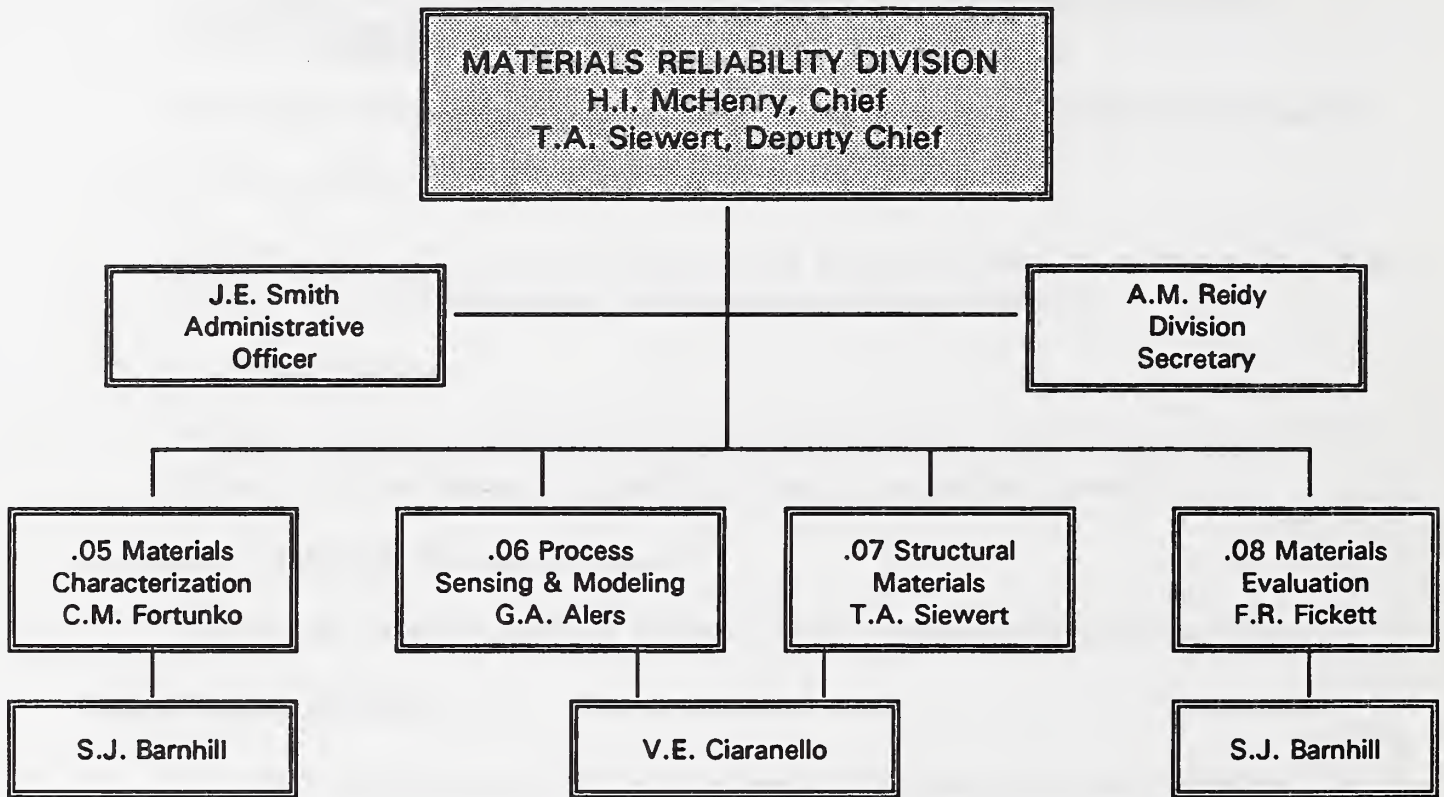 MATERIALS RELIABILITY DIVISION
H.I. McHenry, Chief
T.A. Siewert, Deputy Chief
J.E. Smith
Administrative
Officer
A.M. Reidy
Division
Secretary
.05 Materials
Characterization
C.M. Fortunko
.06 Process
Sensing & Modeling
G.A. Alers
.07 Structural
Materials
T.A. Siewert
.08 Materials
Evaluation
F.R. Fickett
S.J. Barnhill
V.E. Ciaranello
S.J. Barnhill